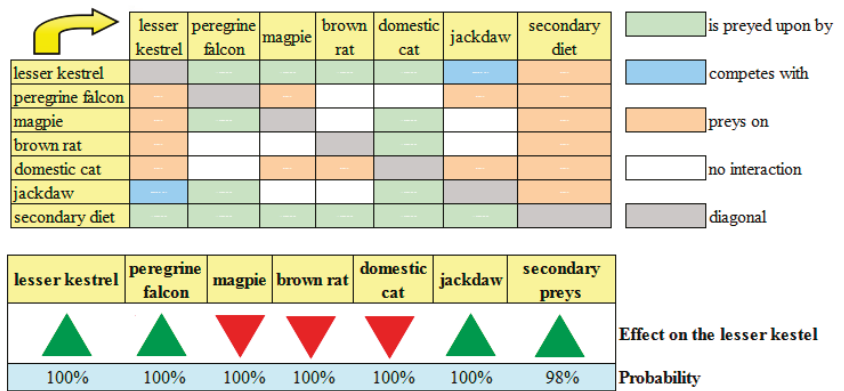 lesser kestrel peregrine falcon magpie brown rat domestic cat jackdaw secondary diet
lesser kestrel
peregrine falcon
magpie
brown rat
domestic cat
jackdaw
secondary diet
is preyed upon by
competes with
preys on
no interaction
diagonal
lesser kestrel peregrine falcon magpie brown rat domestic cat jackdaw secondary preys
Effect on the lesser kestel
100% 100% 100% 100% 100% 100% 98% Probability